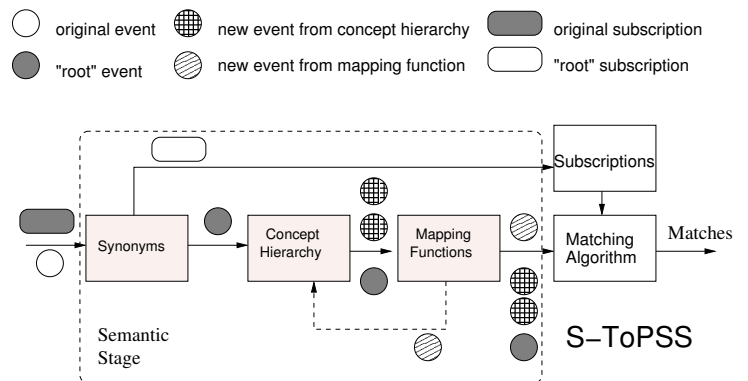 original event
new event from concept hierarchy
original subscription
"root" event
new event from mapping function
"root" subscription
Subscriptions
Synonyms
Concept
Hierarchy
Mapping
Functions
Matching
Algorithm
Matches
Semantic
Stage
S−ToPSS